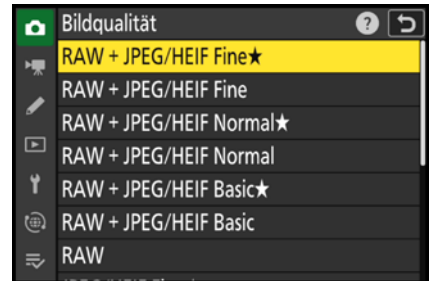 Bildqualität ?
RAW + JPEG/HEIF Fine★
RAW + JPEG/HEIF Fine
RAW + JPEG/HEIF Normal★
RAW + JPEG/HEIF Normal
RAW + JPEG/HEIF Basic★
RAW + JPEG/HEIF Basic
RAW